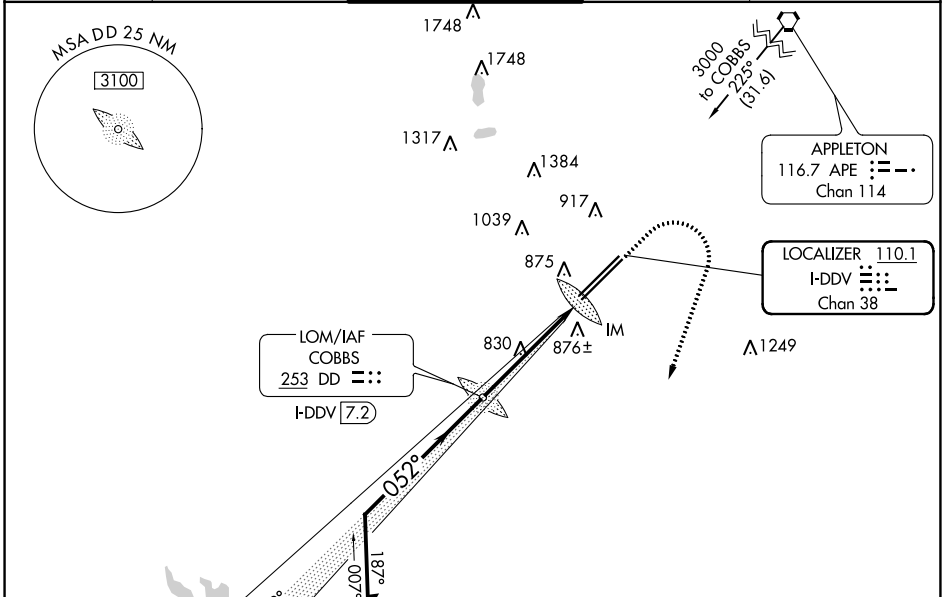 MSA DD 25 NM
3100
1748
1748
1317
1384
1039
917
875
3000
to COBBS
225°
(31.6)
APPLETON
116.7 APE
Chan 114
LOCALIZER 110.1
I-DDV
Chan 38
IM
830
876±
1249
LOM/IAF
COBBS
253 DD
I-DDV 7.2
052°
187°
007°